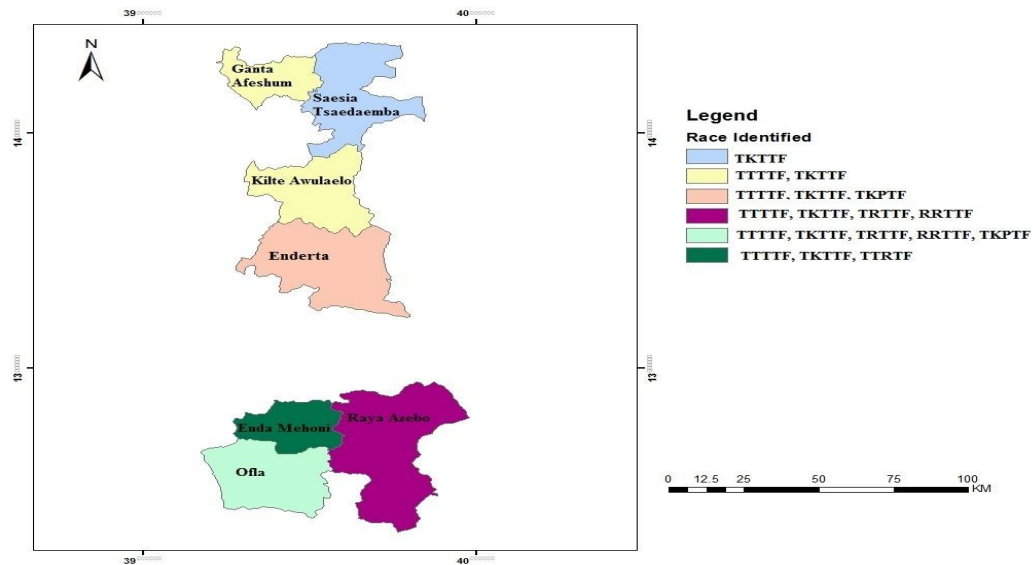 39
40
N
Ganta
Afeshum
Saesia
Tsaedaemba
14
14
Kilte Awulaelo
Enderta
13
13
Raya Azebo
Enda Mehoni
Ofla
39
40
Legend
Race Identified
TKTTF
TTTTF, TKTTF
TTTTF, TKTTF, TKPTF
TTTTF, TKTTF, TRTTF, RRTTF
TTTTF, TKTTF, TRTTF, RRTTF, TKPTF
TTTTF, TKTTF, TTRTF
0 12.5 25 50 75 100
KM